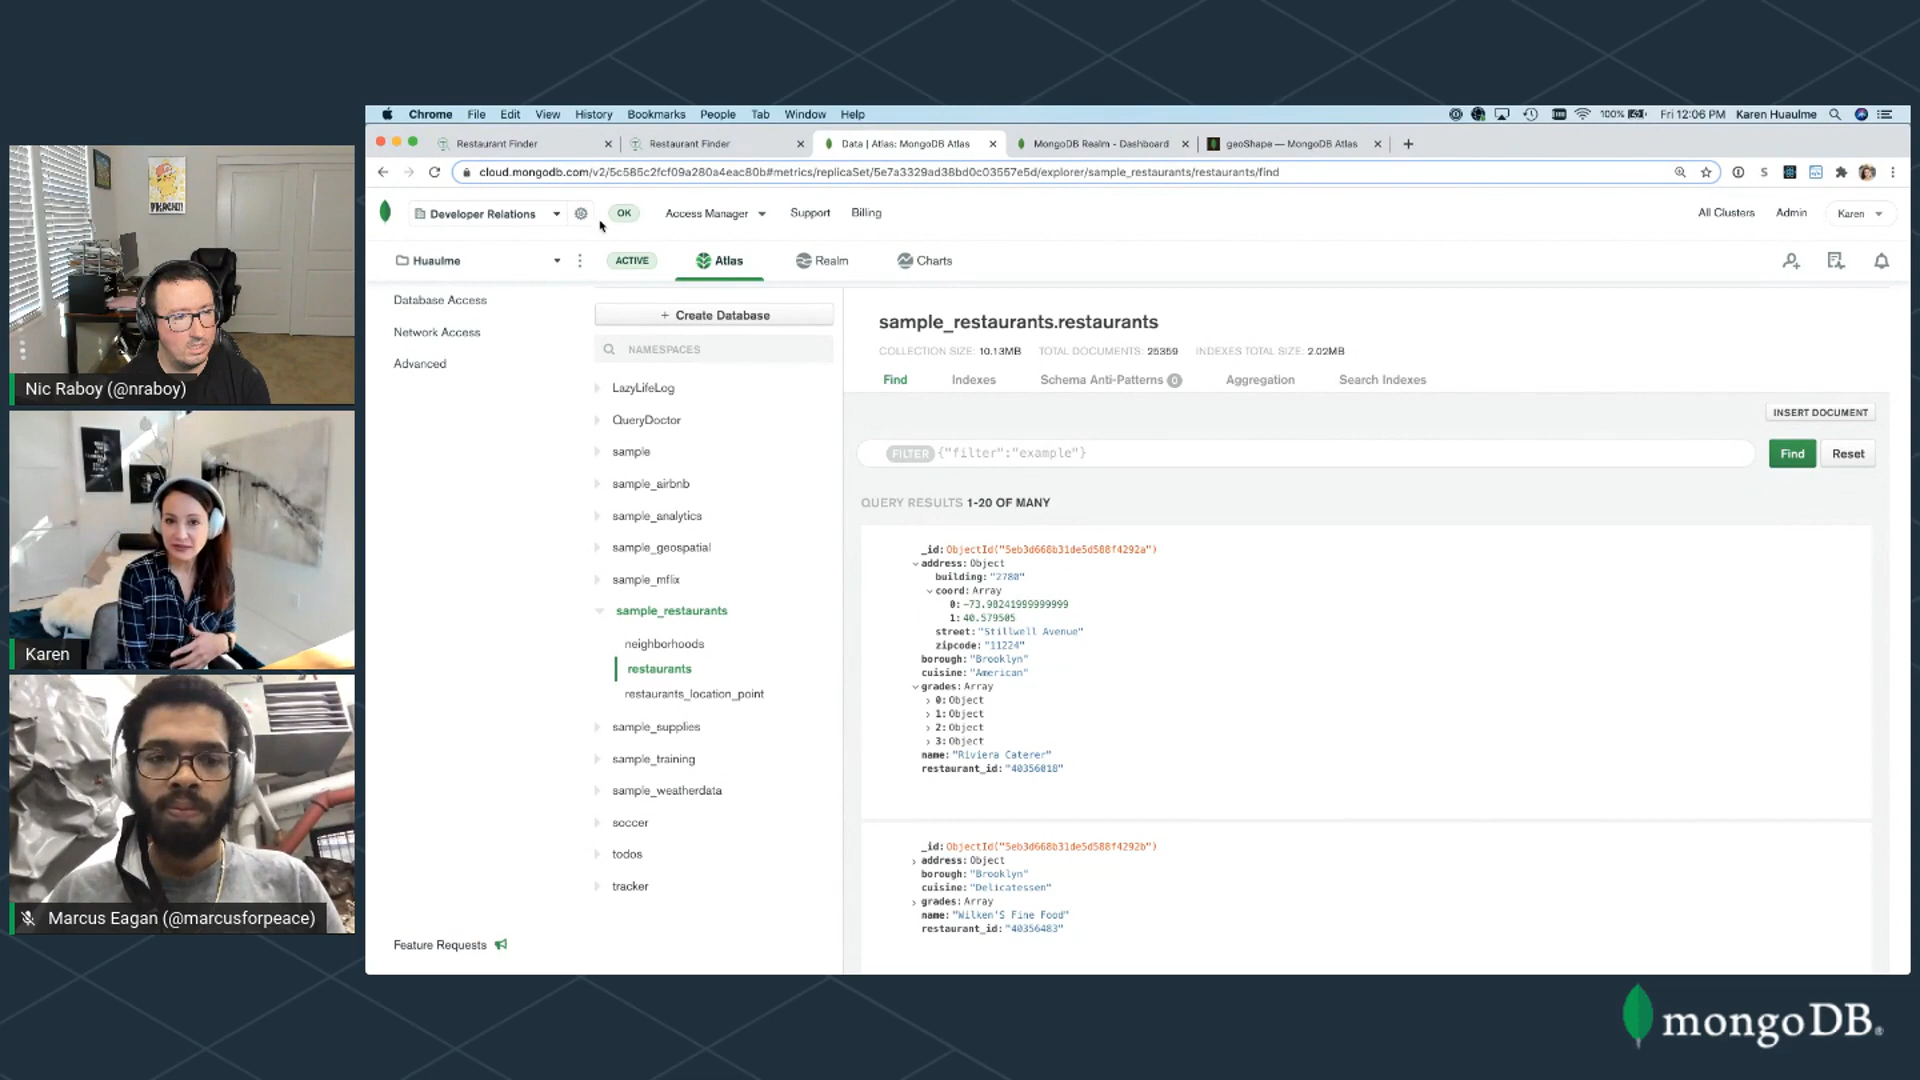 PIKACHU!
Nic Raboy (@nraboy)
Karen
Marcus Eagan (@marcusforpeace)
Chrome File Edit View History Bookmarks People Tab Window Help
100% Fri 12:06 PM Karen Huaulme
Restaurant Finder
Restaurant Finder
Data | Atlas: MongoDB Atlas
MongoDB Realm - Dashboard
geoShape — MongoDB Atlas
cloud.mongodb.com/v2/5c585c2fcf09a280a4eac80b#metrics/replicaSet/5e7a3329ad38bd0c03557e5d/explorer/sample_restaurants/restaurants/find
Developer Relations OK Access Manager Support Billing All Clusters Admin Karen
Huaulme ACTIVE Atlas Realm Charts
Database Access
Network Access
Advanced
Feature Requests
+ Create Database
NAMESPACES
LazyLifeLog
QueryDoctor
sample
sample_airbnb
sample_analytics
sample_geospatial
sample_mflix
sample_restaurants
neighborhoods
restaurants
restaurants_location_point
sample_supplies
sample_training
sample_weatherdata
soccer
todos
tracker
sample_restaurants.restaurants
COLLECTION SIZE: 10.13MB TOTAL DOCUMENTS: 25359 INDEXES TOTAL SIZE: 2.02MB
Find Indexes Schema Anti-Patterns 0 Aggregation Search Indexes
INSERT DOCUMENT
FILTER {"filter":"example"} Find Reset
QUERY RESULTS 1-20 OF MANY
_id: ObjectId("5eb3d668b31de5d588f4292a")
address: Object
building: "2780"
coord: Array
0: -73.98241999999999
1: 40.579505
street: "Stillwell Avenue"
zipcode: "11224"
borough: "Brooklyn"
cuisine: "American"
grades: Array
0: Object
1: Object
2: Object
3: Object
name: "Riviera Caterer"
restaurant_id: "40356018"
_id: ObjectId("5eb3d668b31de5d588f4292b")
address: Object
borough: "Brooklyn"
cuisine: "Delicatessen"
grades: Array
name: "Wilken'S Fine Food"
restaurant_id: "40356483"
mongoDB®